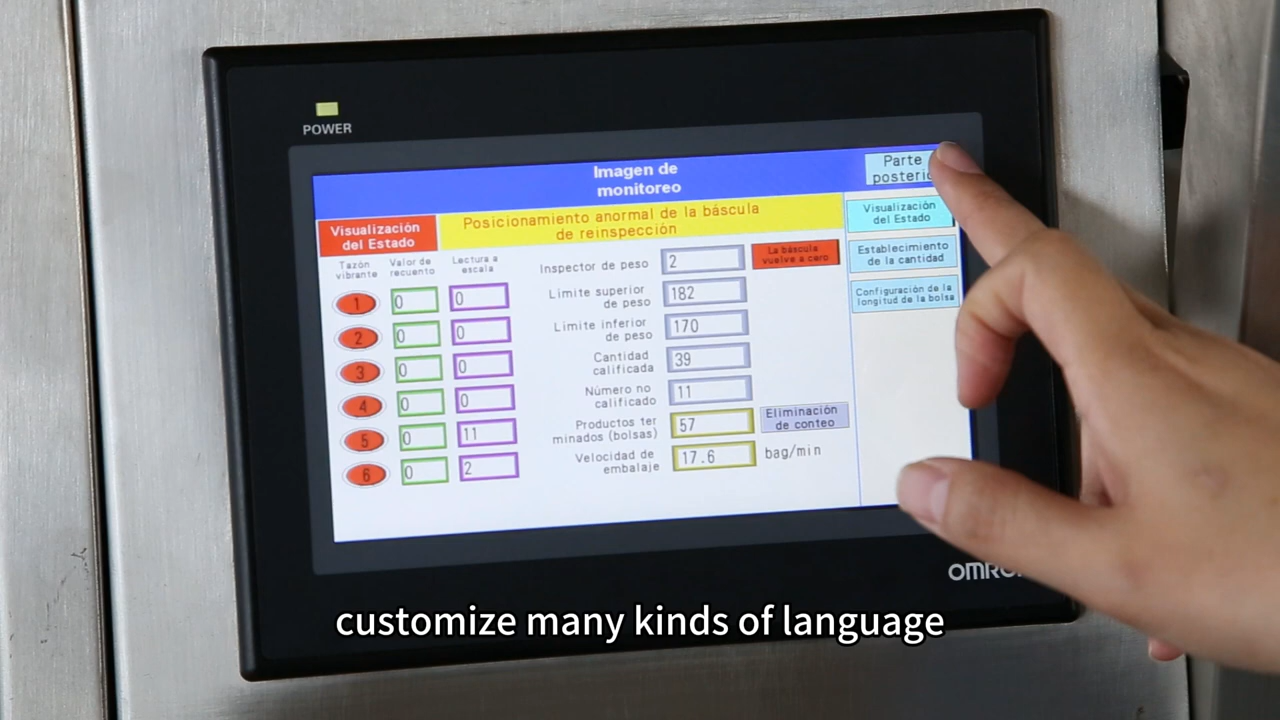 POWER
Imagen de
monitoreo
Parte
posterio
Visualización
del Estado
Posicionamiento anormal de la báscula
de reinspección
Visualización
del Estado
Establecimiento
de la cantidad
Configuración de la
longitud de la bolsa
Tazón
vibrante
Valor de
recuento
Lectura a
escala
1 0 0
2 0 0
3 0 0
4 0 0
5 0 11
6 0 2
Inspector de peso 2
La báscula
vuelve a cero
Limite superior
de peso 182
Limite inferior
de peso 170
Cantidad
calificada 39
Número no
calificado 11
Productos ter
minados (bolsas) 57
Eliminación
de conteo
Velocidad de
embalaje 17.6 bag/min
OMRO
customize many kinds of language